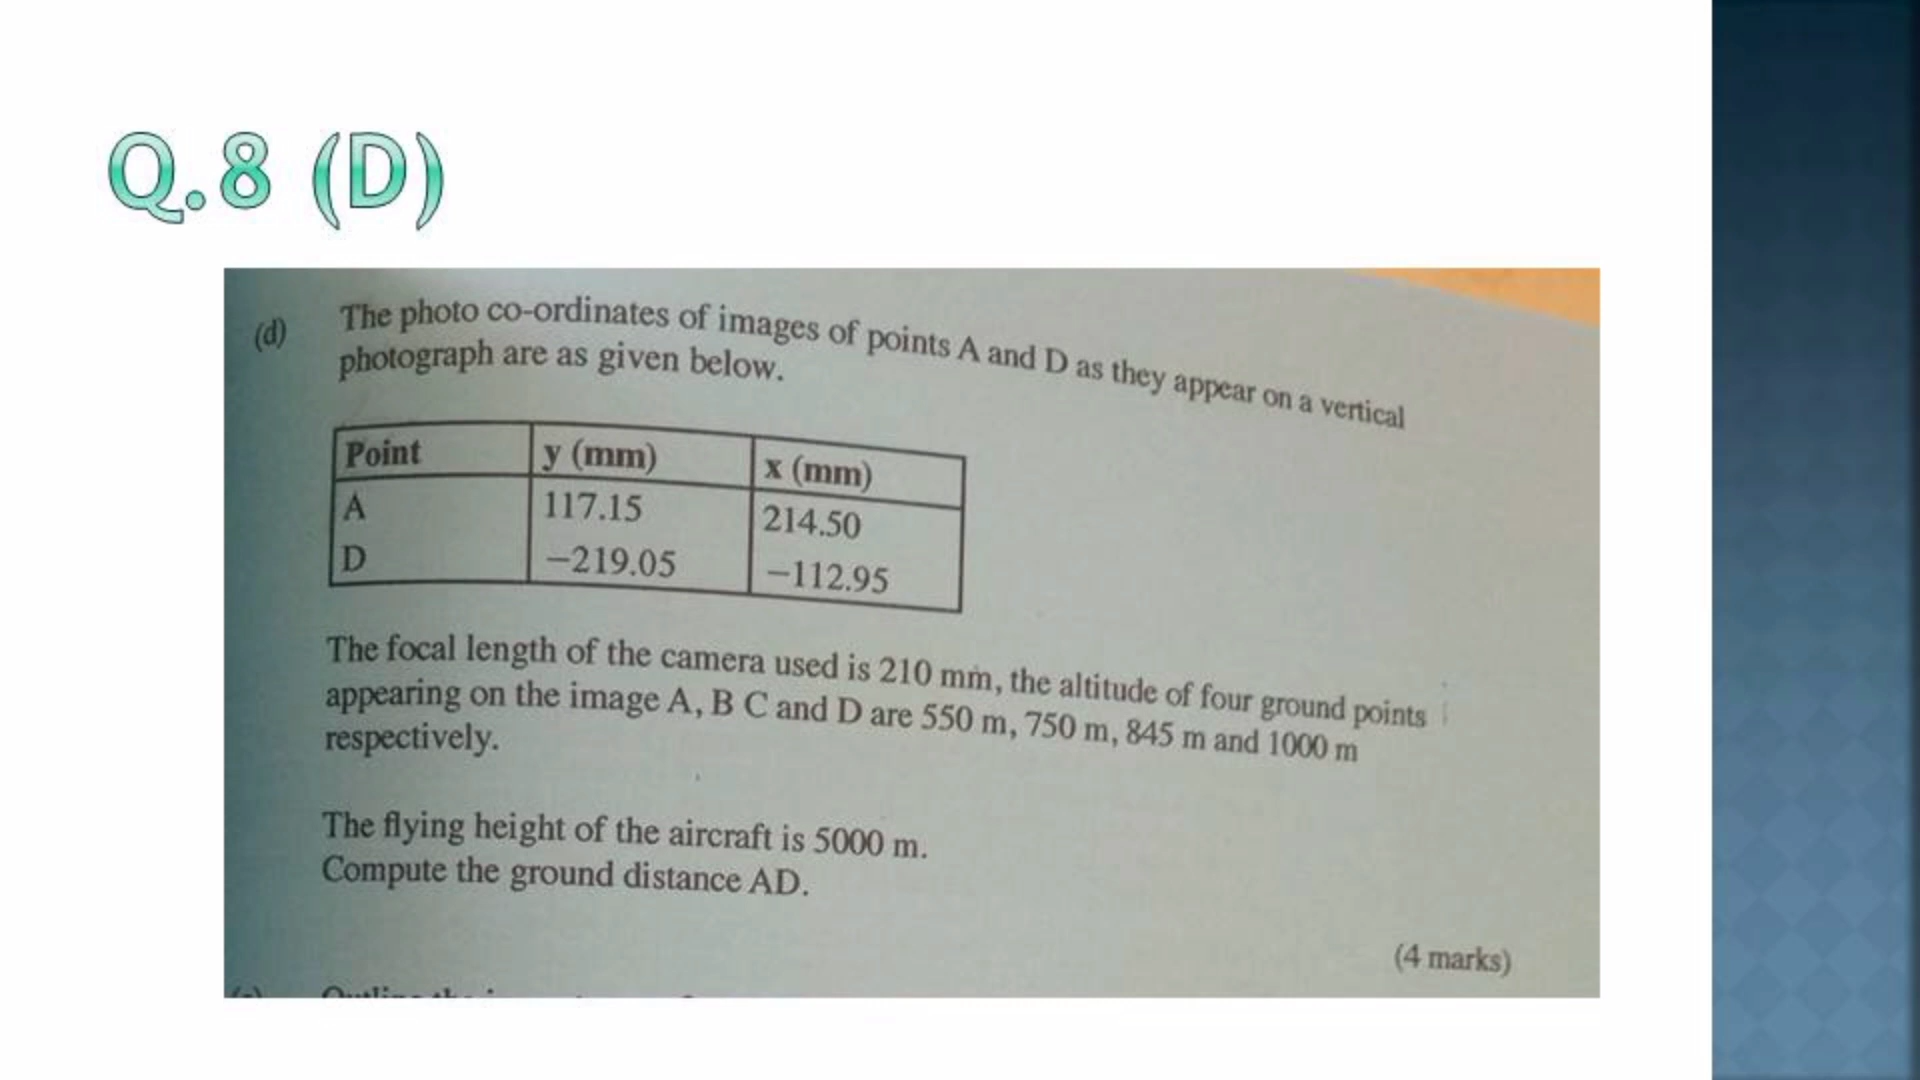 Q.8 (D)
(d) The photo co-ordinates of images of points A and D as they appear on a vertical
photograph are as given below.
Point y (mm) x (mm)
A 117.15 214.50
D −219.05 −112.95
The focal length of the camera used is 210 mm, the altitude of four ground points
appearing on the image A, B C and D are 550 m, 750 m, 845 m and 1000 m
respectively.
The flying height of the aircraft is 5000 m.
Compute the ground distance AD.
(4 marks)